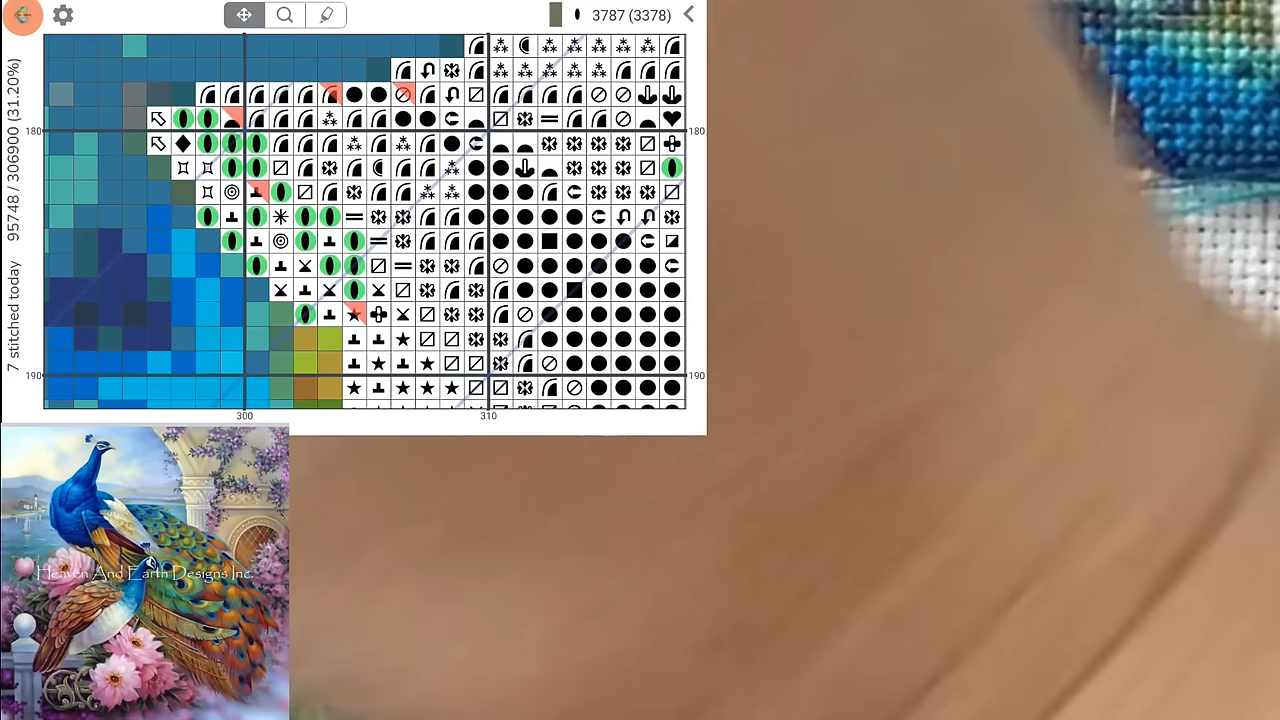 3787 (3378)
7 stitched today 95748 / 306900 (31.20%)
180 180
190 190
300 310
Heaven And Earth Designs Inc.